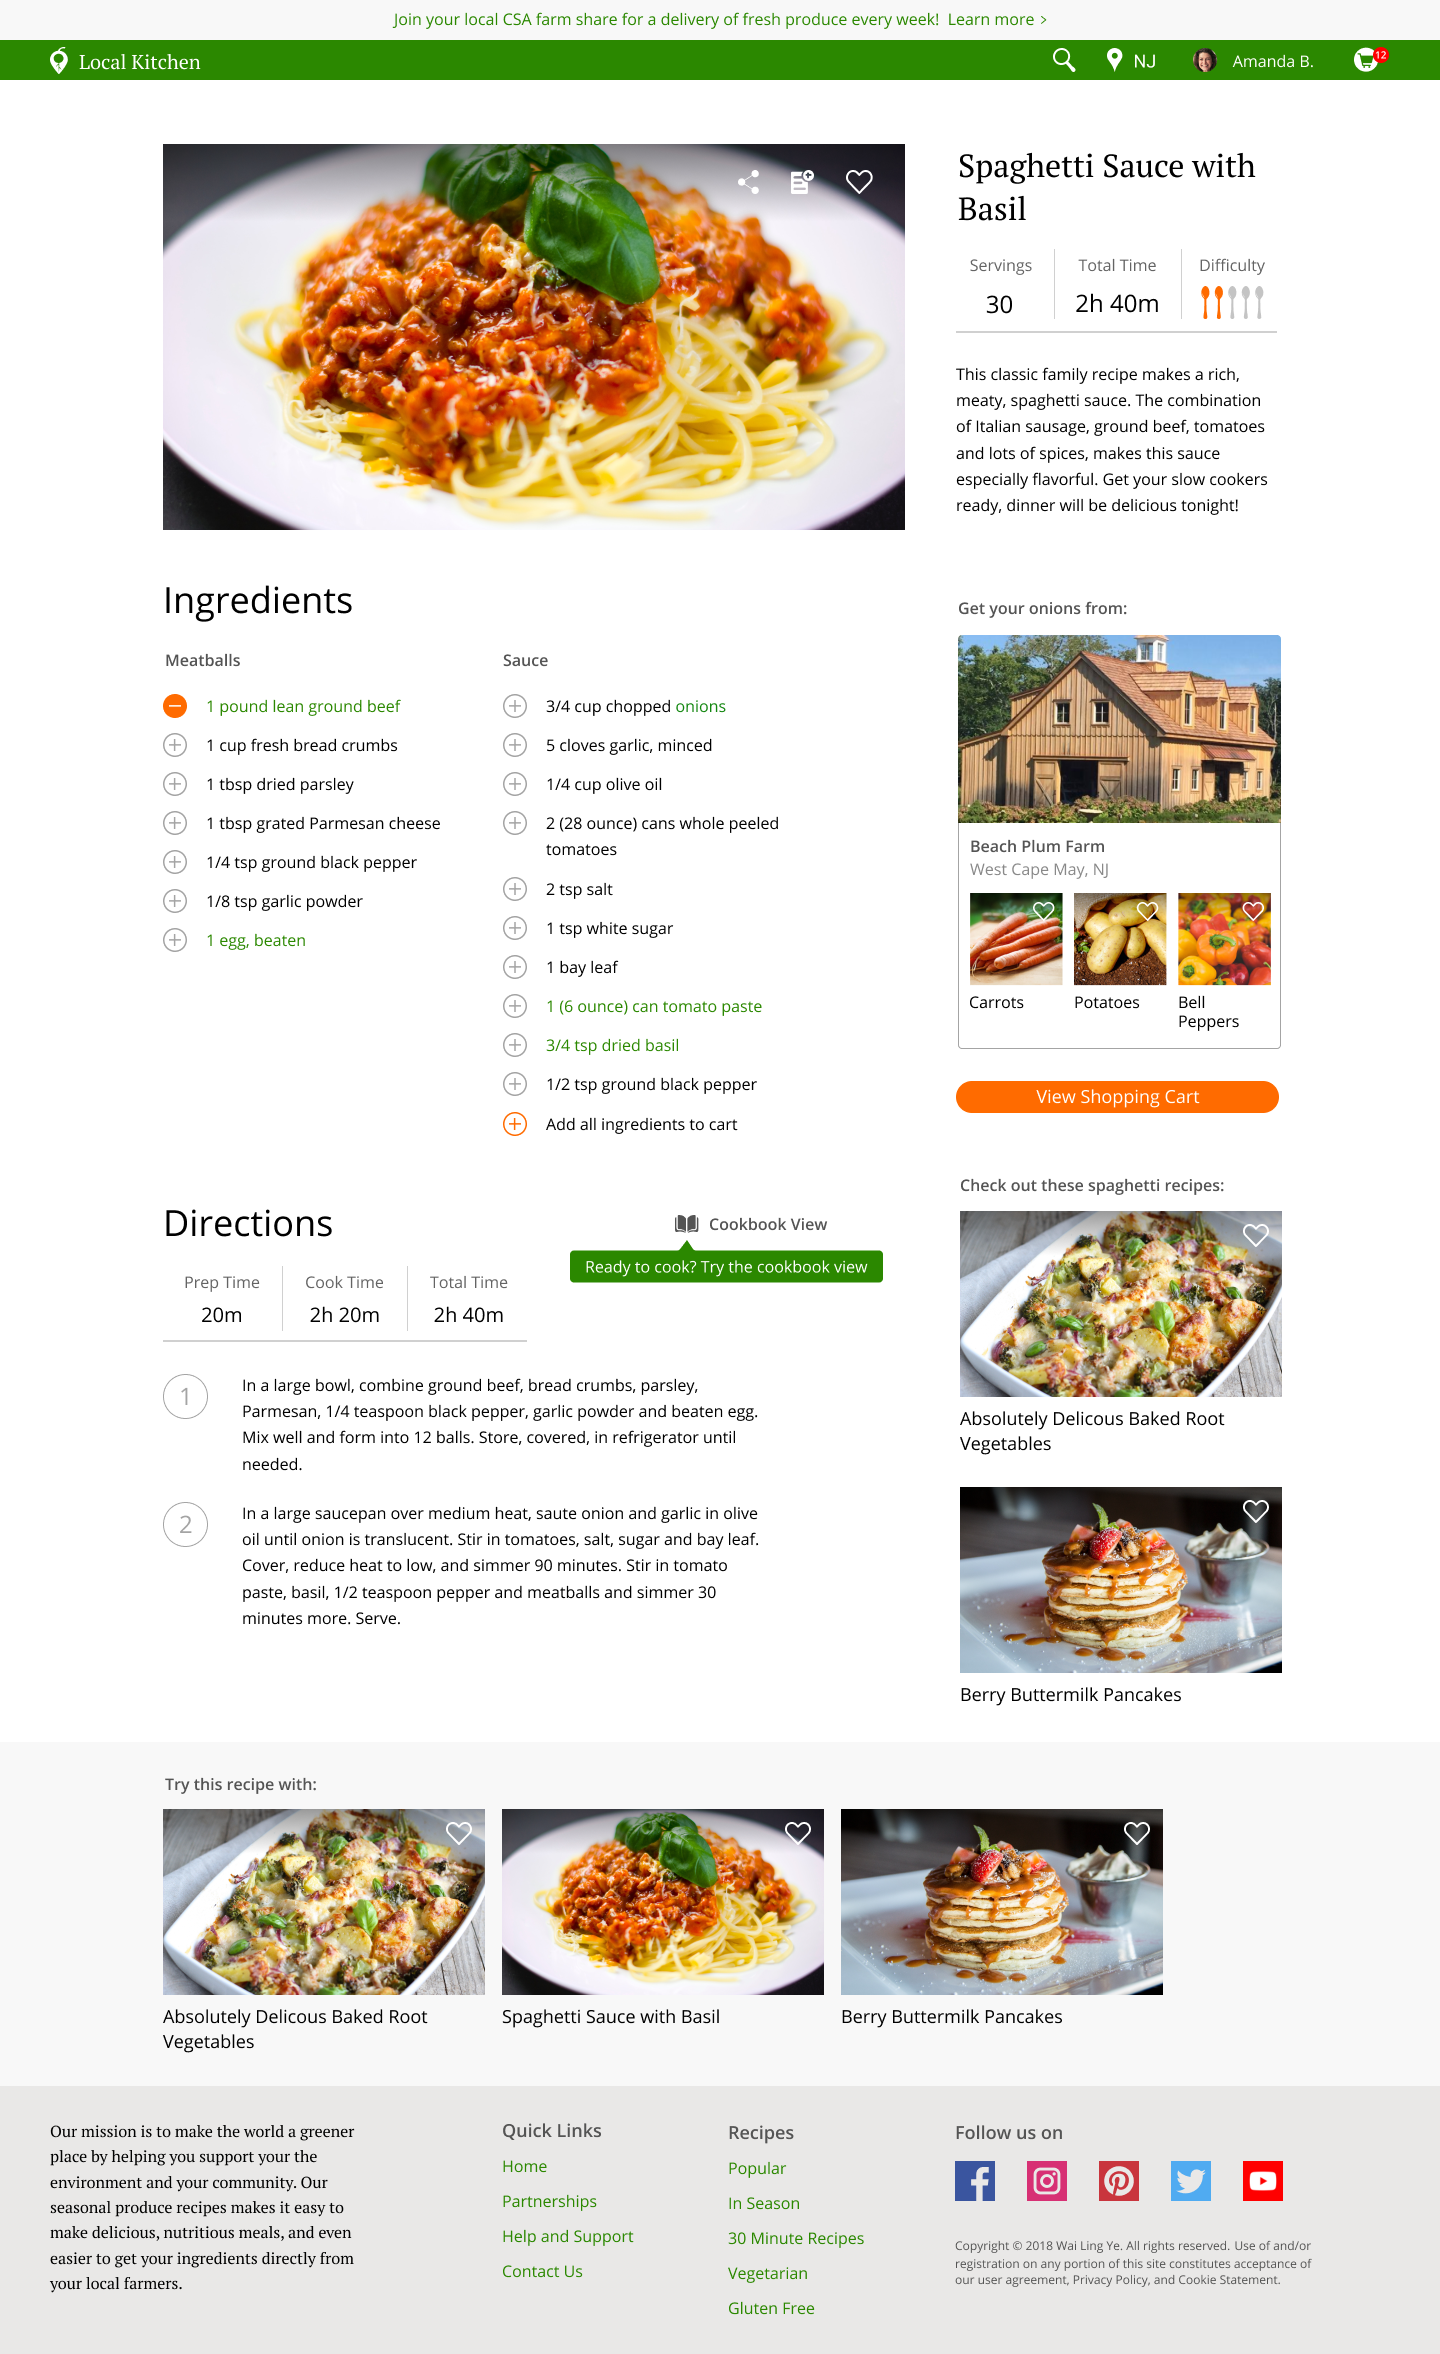 Join your local CSA farm share for a delivery of fresh produce every week!  Learn more >
Local Kitchen
NJ
Amanda B.
12
Spaghetti Sauce with
Basil
Servings
Total Time
Difficulty
30
2h 40m
This classic family recipe makes a rich,
meaty, spaghetti sauce. The combination
of Italian sausage, ground beef, tomatoes
and lots of spices, makes this sauce
especially flavorful. Get your slow cookers
ready, dinner will be delicious tonight!
Ingredients
Meatballs
1 pound lean ground beef
1 cup fresh bread crumbs
1 tbsp dried parsley
1 tbsp grated Parmesan cheese
1/4 tsp ground black pepper
1/8 tsp garlic powder
1 egg, beaten
Sauce
3/4 cup chopped onions
5 cloves garlic, minced
1/4 cup olive oil
2 (28 ounce) cans whole peeled
tomatoes
2 tsp salt
1 tsp white sugar
1 bay leaf
1 (6 ounce) can tomato paste
3/4 tsp dried basil
1/2 tsp ground black pepper
Add all ingredients to cart
Get your onions from:
Beach Plum Farm
West Cape May, NJ
Carrots
Potatoes
Bell
Peppers
View Shopping Cart
Directions
Cookbook View
Ready to cook? Try the cookbook view
Prep Time
Cook Time
Total Time
20m
2h 20m
2h 40m
1
In a large bowl, combine ground beef, bread crumbs, parsley,
Parmesan, 1/4 teaspoon black pepper, garlic powder and beaten egg.
Mix well and form into 12 balls. Store, covered, in refrigerator until
needed.
2
In a large saucepan over medium heat, saute onion and garlic in olive
oil until onion is translucent. Stir in tomatoes, salt, sugar and bay leaf.
Cover, reduce heat to low, and simmer 90 minutes. Stir in tomato
paste, basil, 1/2 teaspoon pepper and meatballs and simmer 30
minutes more. Serve.
Check out these spaghetti recipes:
Absolutely Delicous Baked Root
Vegetables
Berry Buttermilk Pancakes
Try this recipe with:
Absolutely Delicous Baked Root
Vegetables
Spaghetti Sauce with Basil
Berry Buttermilk Pancakes
Our mission is to make the world a greener
place by helping you support your the
environment and your community. Our
seasonal produce recipes makes it easy to
make delicious, nutritious meals, and even
easier to get your ingredients directly from
your local farmers.
Quick Links
Home
Partnerships
Help and Support
Contact Us
Recipes
Popular
In Season
30 Minute Recipes
Vegetarian
Gluten Free
Follow us on
Copyright © 2018 Wai Ling Ye. All rights reserved. Use of and/or
registration on any portion of this site constitutes acceptance of
our user agreement, Privacy Policy, and Cookie Statement.